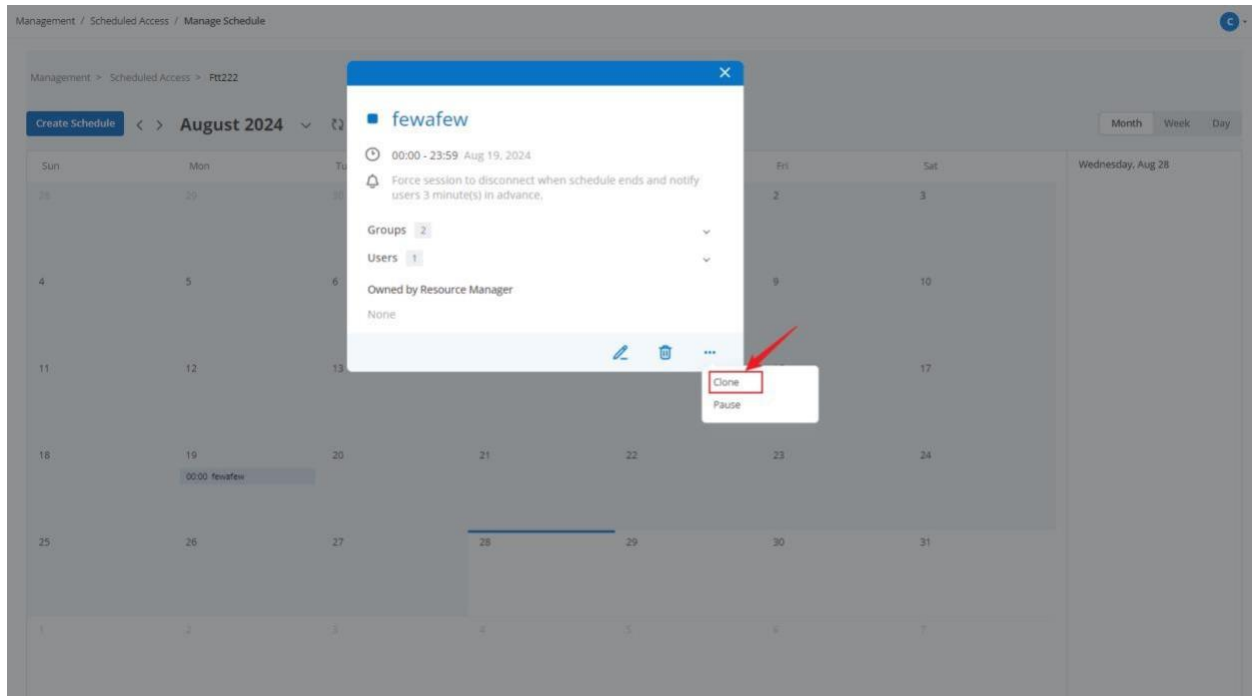 Management / Scheduled Access / Manage Schedule
C
Management > Scheduled Access > Ftt222
Create Schedule < > August 2024
Month Week Day
fewafew
00:00 - 23:59 Aug 19, 2024
Force session to disconnect when schedule ends and notify
users 3 minute(s) in advance.
Groups 2
Users 1
Owned by Resource Manager
None
Clone
Pause
Sun Mon Tu Fri Sat
Wednesday, Aug 28
28 29 30 2 3
4 5 6 9 10
11 12 13 17
18 19 20 21 22 23 24
00:00 fewafew
25 26 27 28 29 30 31
1 2 3 4 5 6 7